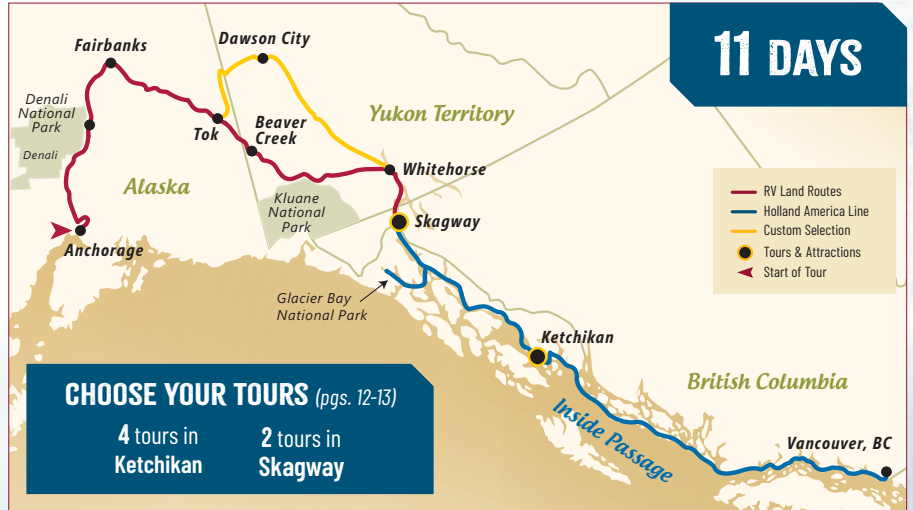 11 DAYS
Fairbanks
Dawson City
Denali
National
Park
Denali
Tok
Beaver
Creek
Yukon Territory
Whitehorse
Alaska
Kluane
National
Park
Skagway
Anchorage
RV Land Routes
Holland America Line
Custom Selection
Tours & Attractions
Start of Tour
Glacier Bay
National Park
Ketchikan
British Columbia
Inside Passage
Vancouver, BC
CHOOSE YOUR TOURS (pgs. 12-13)
4 tours in
Ketchikan
2 tours in
Skagway